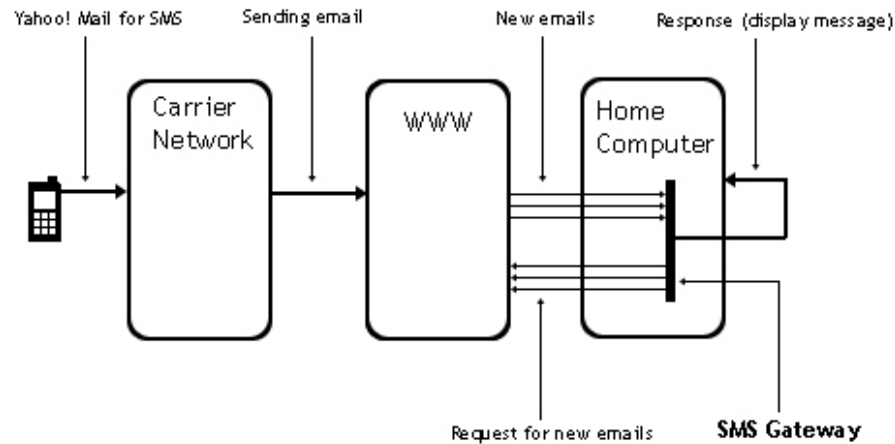 Yahoo! Mail for SMS
Sending email
New emails
Response (display message)
Carrier
Network
WWW
Home
Computer
Request for new emails
SMS Gateway